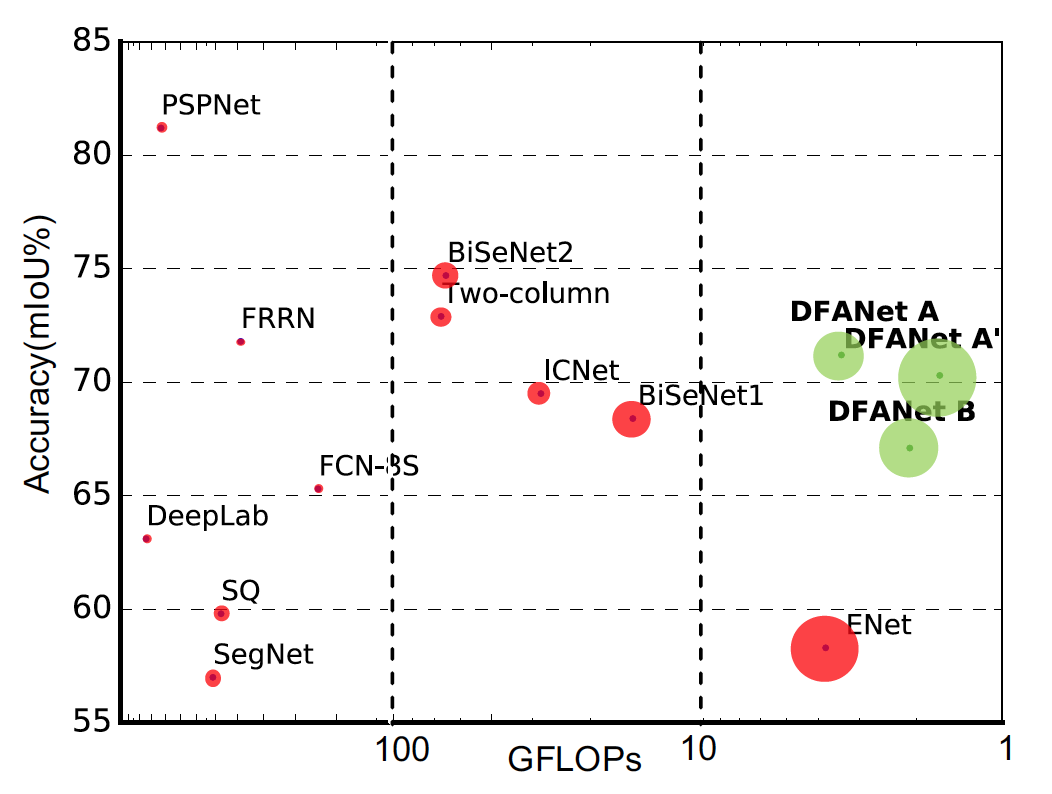 85
PSPNet
80
BiSeNet2
75
Two-column
DFANet A
FRRN
DFANet A'
ICNet
70
BiSeNet1
DFANet B
FCN-8S
65
DeepLab
SQ
60
ENet
SegNet
55
Accuracy(mIoU%)
100
10
1
GFLOPs